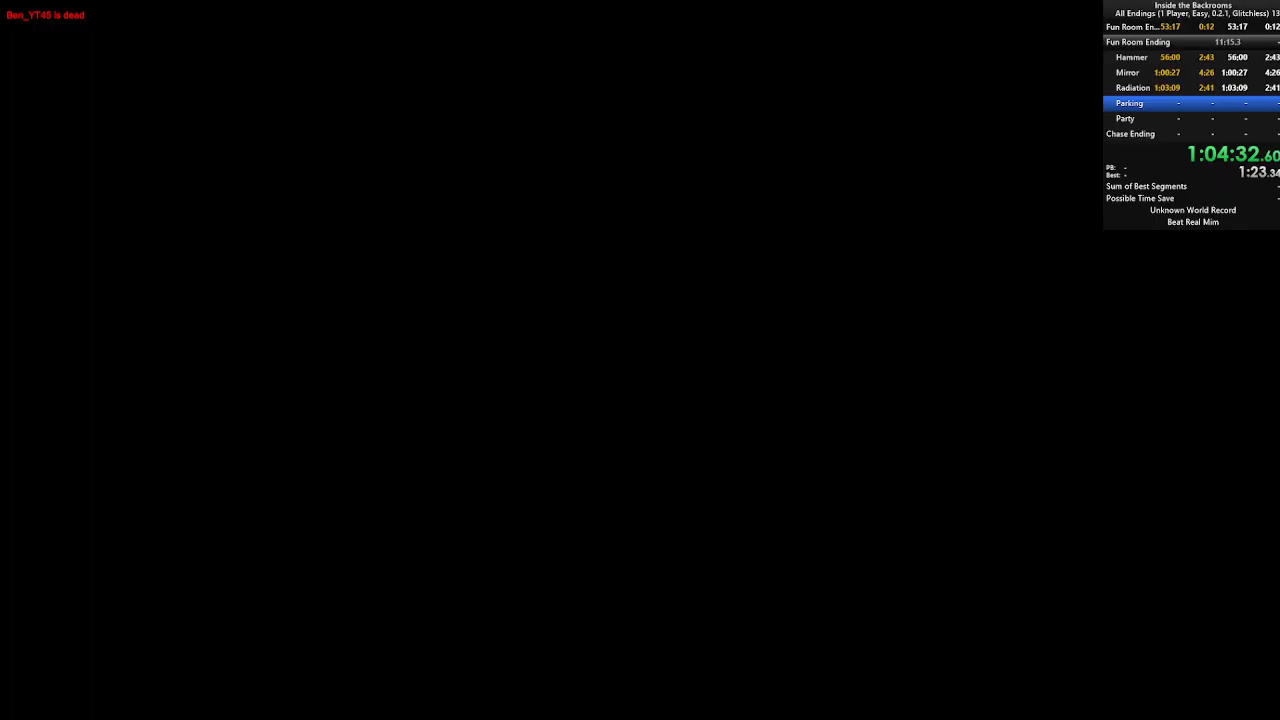 Ben_YT45 is dead
Inside the Backrooms
All Endings (1 Player, Easy, 0.2.1, Glitchless) 13
Fun Room En... 53:17 0:12 53:17 0:12
Fun Room Ending 11:15.3 -
Hammer 56:00 2:43 56:00 2:43
Mirror 1:00:27 4:26 1:00:27 4:26
Radiation 1:03:09 2:41 1:03:09 2:41
Parking - - - -
Party - - - -
Chase Ending - - - -
1:04:32.60
PB: - 1:23.34
Best: -
Sum of Best Segments -
Possible Time Save -
Unknown World Record
Beat Real Mim